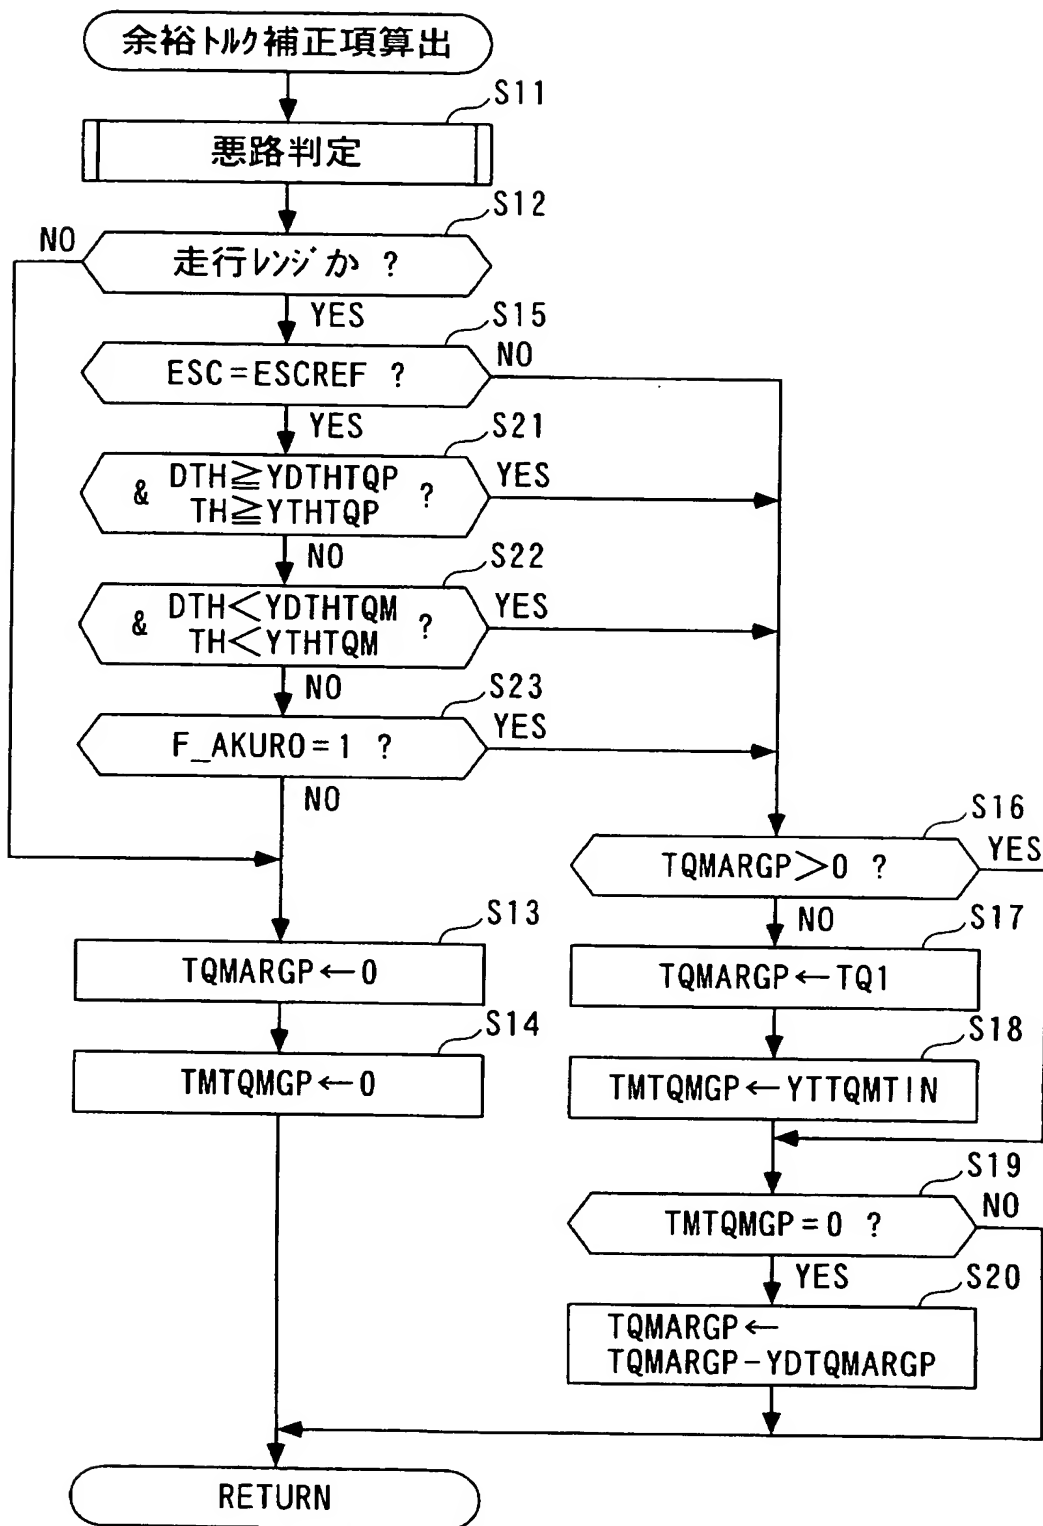 余裕トルク補正項算出
S11
悪路判定
S12
NO
走行レンジか ?
YES
S15
ESC=ESCREF ?
NO
YES
S21
& DTH≧YDTHTQP
TH≧YTHTQP ?
YES
NO
S22
& DTH<YDTHTQM
TH<YTHTQM ?
YES
NO
S23
F_AKURO=1 ?
YES
NO
S16
TQMARGP>0 ?
YES
NO
S13
TQMARGP←0
S17
TQMARGP←TQ1
S14
TMTQMGP←0
S18
TMTQMGP←YTTQMTIN
S19
TMTQMGP=0 ?
NO
YES
S20
TQMARGP←
TQMARGP-YDTQMARGP
RETURN